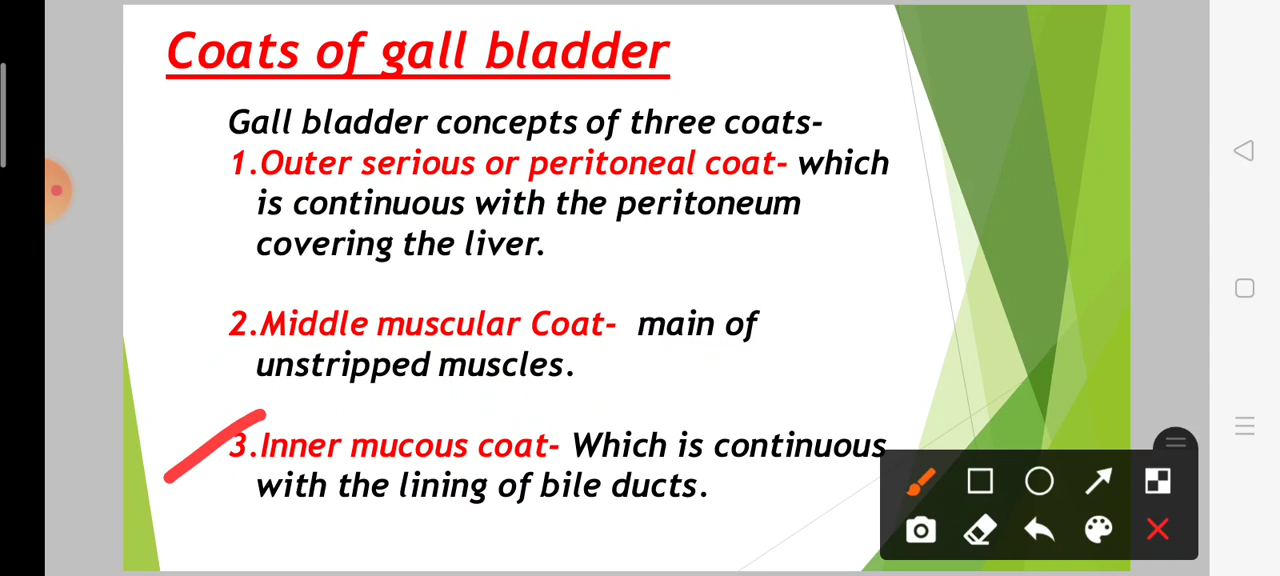 Coats of gall bladder
Gall bladder concepts of three coats-
1.Outer serious or peritoneal coat- which
is continuous with the peritoneum
covering the liver.
2.Middle muscular Coat- main of
unstripped muscles.
3.Inner mucous coat- Which is continuous
with the lining of bile ducts.